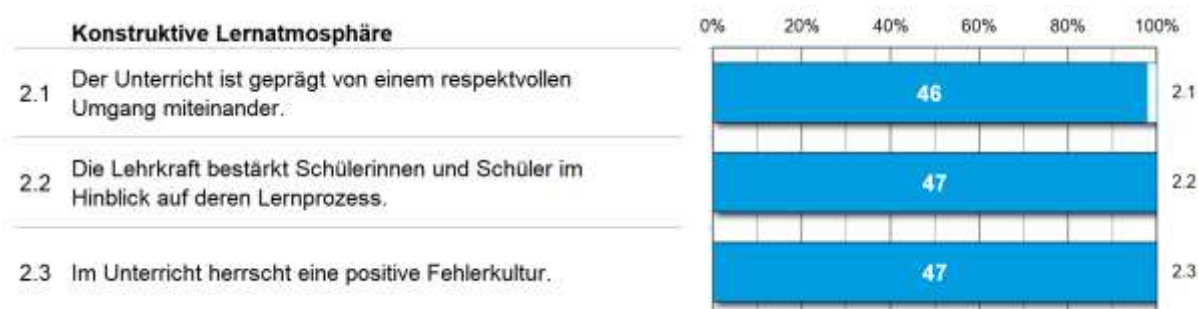 Konstruktive Lernatmosphäre
0% 20% 40% 60% 80% 100%
2.1 Der Unterricht ist geprägt von einem respektvollen
Umgang miteinander.
46 2.1
2.2 Die Lehrkraft bestärkt Schülerinnen und Schüler im
Hinblick auf deren Lernprozess.
47 2.2
2.3 Im Unterricht herrscht eine positive Fehlerkultur.
47 2.3